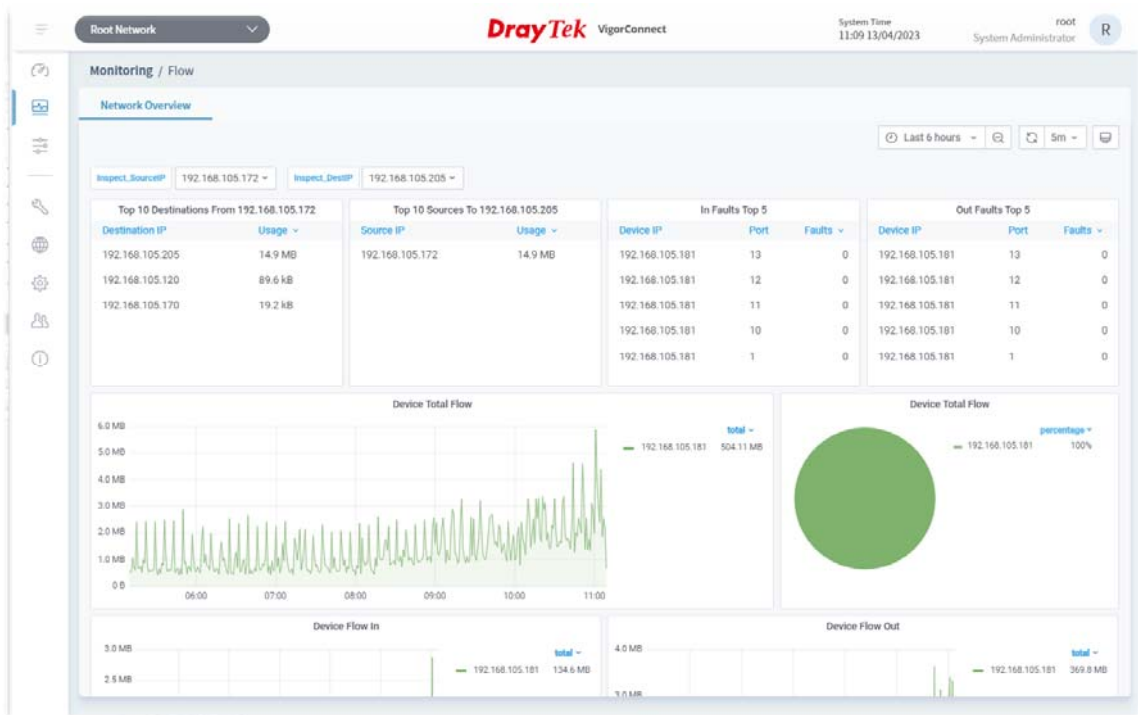 Root Network
DrayTek VigorConnect
System Time
11:09 13/04/2023
root
System Administrator
R
Monitoring / Flow
Network Overview
Last 6 hours
5m
Inspect_SourceIP 192.168.105.172 Inspect_DestIP 192.168.105.205
Top 10 Destinations From 192.168.105.172
Destination IP Usage
192.168.105.205 14.9 MB
192.168.105.120 89.6 kB
192.168.105.170 19.2 kB
Top 10 Sources To 192.168.105.205
Source IP Usage
192.168.105.172 14.9 MB
In Faults Top 5
Device IP Port Faults
192.168.105.181 13 0
192.168.105.181 12 0
192.168.105.181 11 0
192.168.105.181 10 0
192.168.105.181 1 0
Out Faults Top 5
Device IP Port Faults
192.168.105.181 13 0
192.168.105.181 12 0
192.168.105.181 11 0
192.168.105.181 10 0
192.168.105.181 1 0
Device Total Flow
6.0 MB
5.0 MB
4.0 MB
3.0 MB
2.0 MB
1.0 MB
0 B
06:00 07:00 08:00 09:00 10:00 11:00
total
192.168.105.181 504.11 MB
Device Total Flow
percentage
192.168.105.181 100%
Device Flow In
3.0 MB
2.5 MB
total
192.168.105.181 134.6 MB
Device Flow Out
4.0 MB
3.0 MB
total
192.168.105.181 369.8 MB